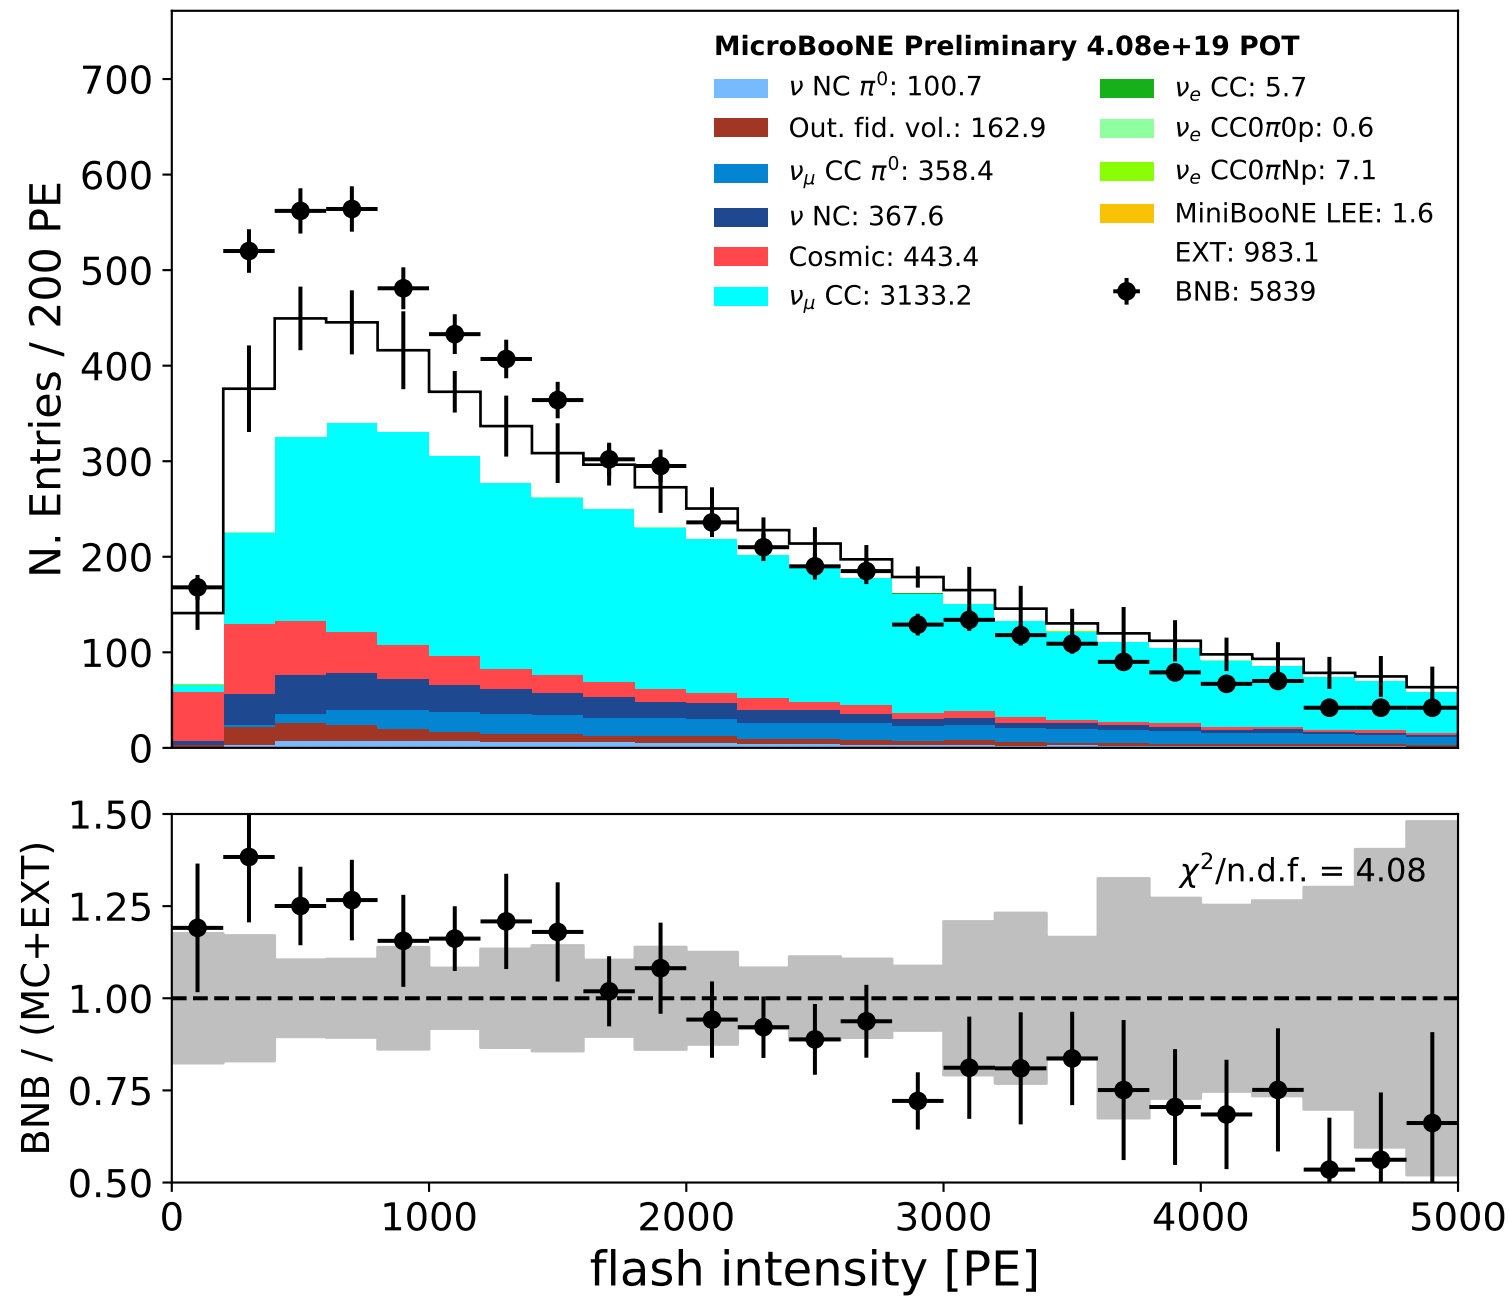 MicroBooNE Preliminary 4.08e+19 POT
ν NC π⁰: 100.7
Out. fid. vol.: 162.9
ν_μ CC π⁰: 358.4
ν NC: 367.6
Cosmic: 443.4
ν_μ CC: 3133.2
ν_e CC: 5.7
ν_e CC0π0p: 0.6
ν_e CC0πNp: 7.1
MiniBooNE LEE: 1.6
EXT: 983.1
BNB: 5839
N. Entries / 200 PE
700
600
500
400
300
200
100
0
χ²/n.d.f. = 4.08
BNB / (MC+EXT)
1.50
1.25
1.00
0.75
0.50
0 1000 2000 3000 4000 5000
flash intensity [PE]